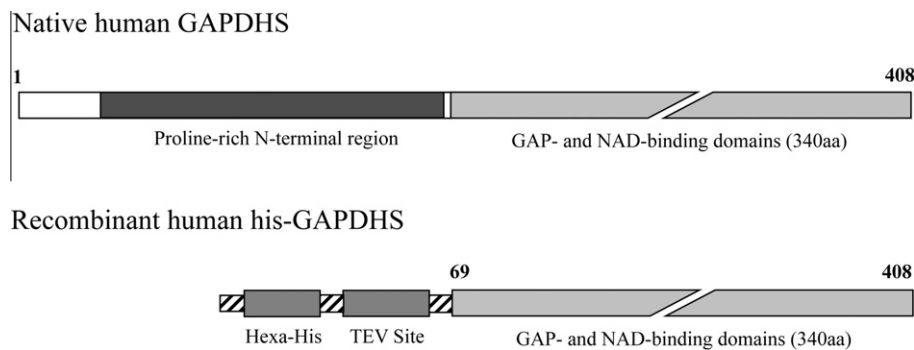 Native human GAPDHS
1 408
Proline-rich N-terminal region GAP- and NAD-binding domains (340aa)
Recombinant human his-GAPDHS
69 408
Hexa-His TEV Site GAP- and NAD-binding domains (340aa)